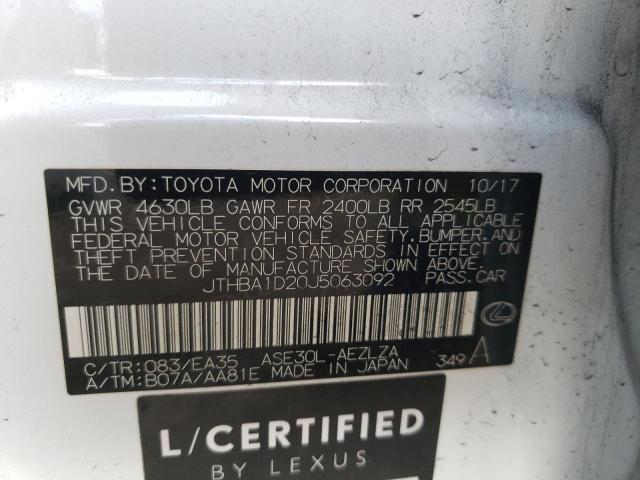 MFD.BY:TOYOTA MOTOR CORPORATION 10/17
GVWR 4630LB GAWR FR 2400LB RR 2545LB
THIS VEHICLE CONFORMS TO ALL APPLICABLE
FEDERAL MOTOR VEHICLE SAFETY,BUMPER,AND
THEFT PREVENTION STANDARDS IN EFFECT ON
THE DATE OF MANUFACTURE SHOWN ABOVE.
JTHBA1D20J5063092 PASS.CAR
C/TR:083/EA35 ASE30L-AEZLZA 349 A
A/TM:B07A/AA81E MADE IN JAPAN
L/CERTIFIED
BY LEXUS